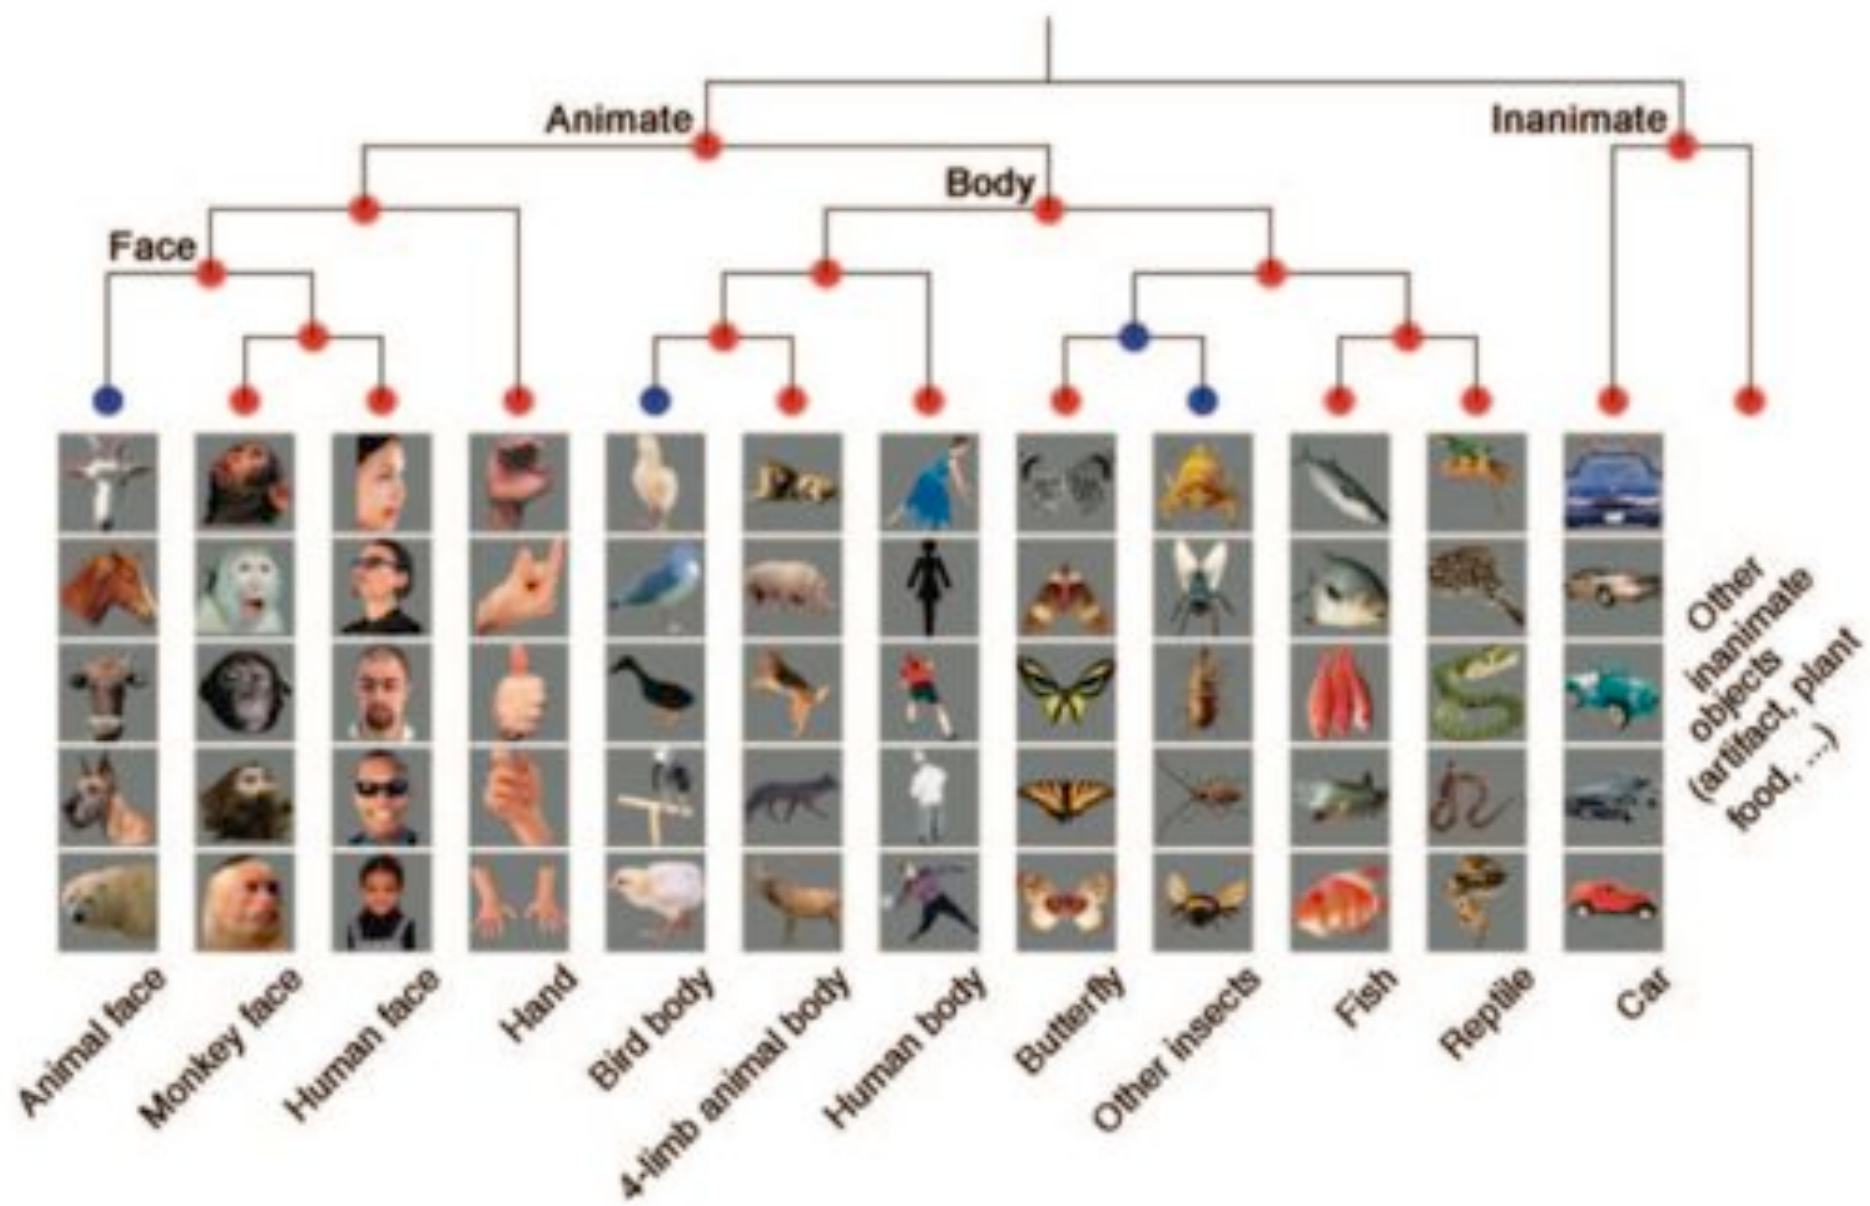 Animate
Inanimate
Body
Face
Other
inanimate
objects
(artifact, plant
food, ...)
Animal face
Monkey face
Human face
Hand
Bird body
4-limb animal body
Human body
Butterfly
Other insects
Fish
Reptile
Car